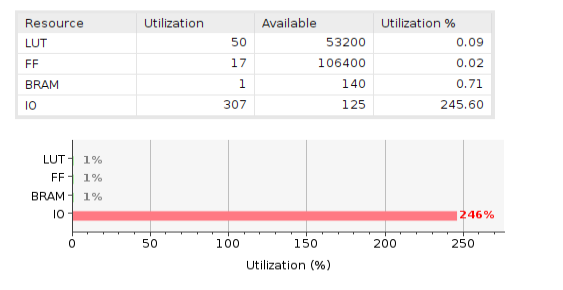 Resource Utilization Available Utilization %
LUT 50 53200 0.09
FF 17 106400 0.02
BRAM 1 140 0.71
IO 307 125 245.60
LUT 1%
FF 1%
BRAM 1%
IO 246%
0 50 100 150 200 250
Utilization (%)